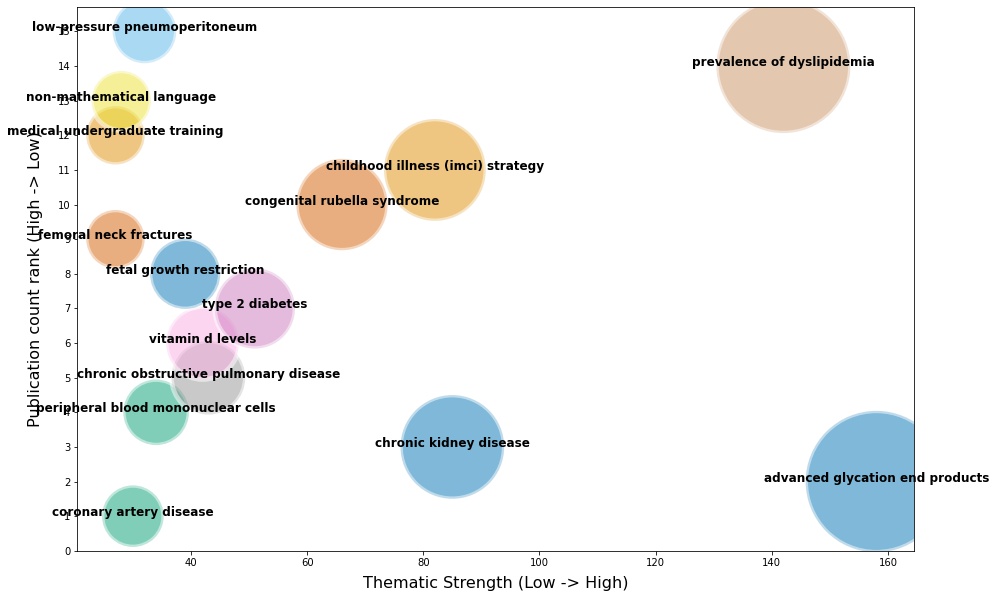 15
low-pressure pneumoperitoneum
14
prevalence of dyslipidemia
13
non-mathematical language
12
medical undergraduate training
11
childhood illness (imci) strategy
10
congenital rubella syndrome
9
femoral neck fractures
8
fetal growth restriction
7
type 2 diabetes
6
vitamin d levels
5
chronic obstructive pulmonary disease
4
peripheral blood mononuclear cells
3
chronic kidney disease
2
advanced glycation end products
1
coronary artery disease
0
Publication count rank (High -> Low)
40 60 80 100 120 140 160
Thematic Strength (Low -> High)